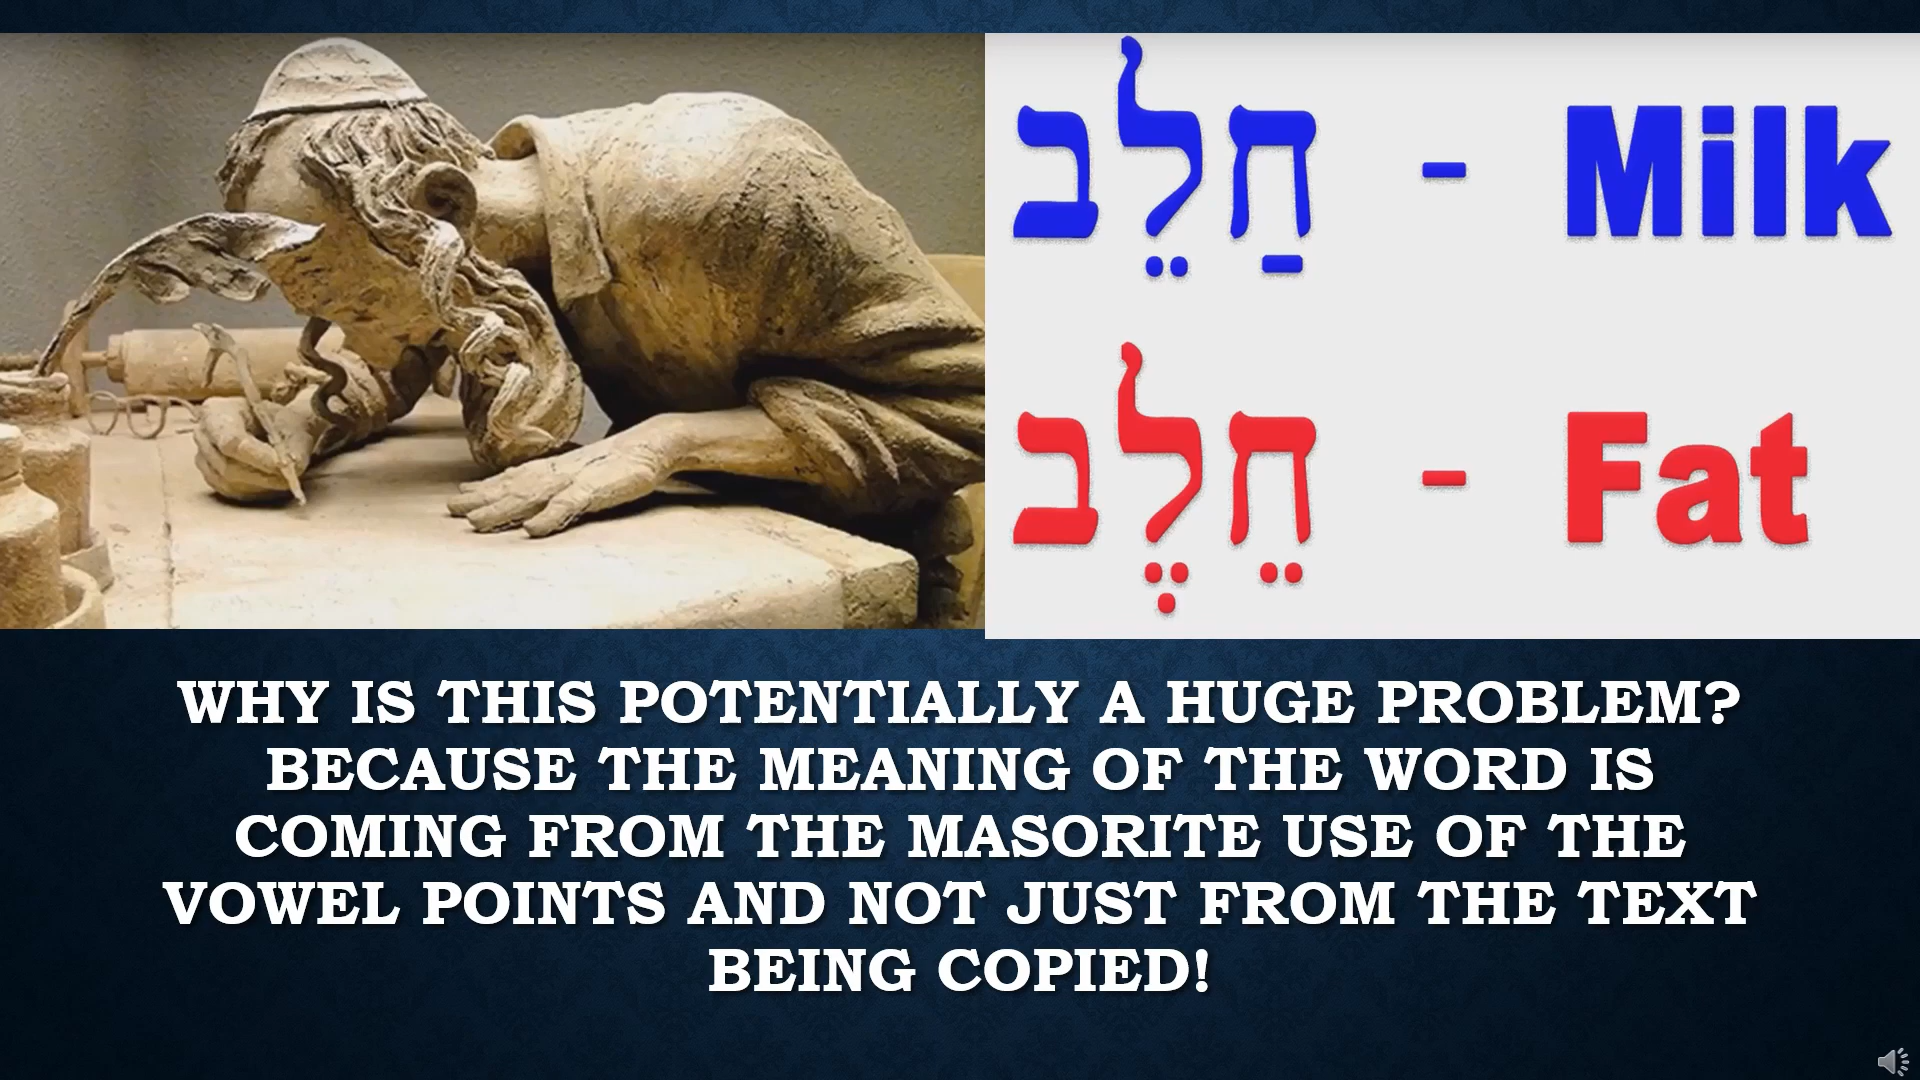 חַלֵב - Milk
חֵלֶב - Fat
WHY IS THIS POTENTIALLY A HUGE PROBLEM?
BECAUSE THE MEANING OF THE WORD IS
COMING FROM THE MASORITE USE OF THE
VOWEL POINTS AND NOT JUST FROM THE TEXT
BEING COPIED!